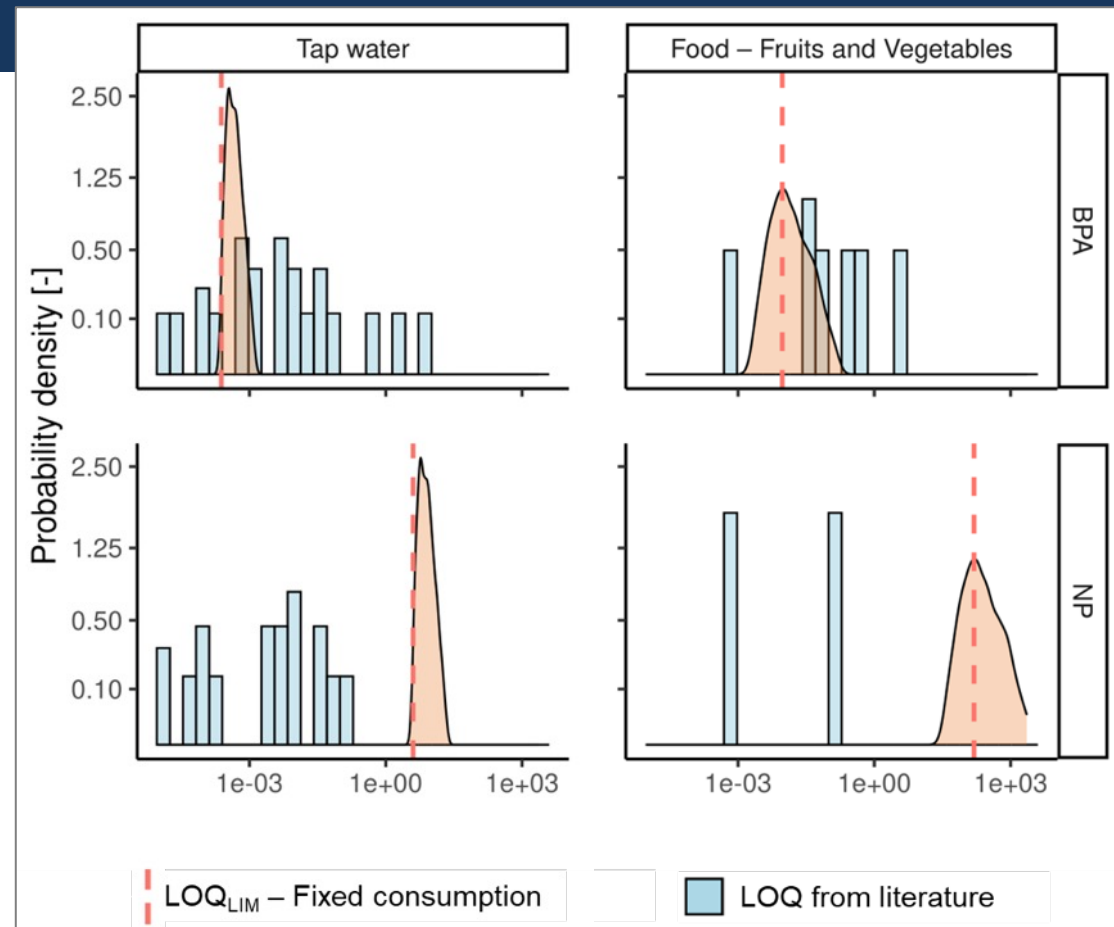 Tap water
Food – Fruits and Vegetables
Probability density [-]
2.50
1.25
0.50
0.10
BPA
2.50
1.25
0.50
0.10
NP
1e-03 1e+00 1e+03
1e-03 1e+00 1e+03
LOQLIM – Fixed consumption
LOQ from literature